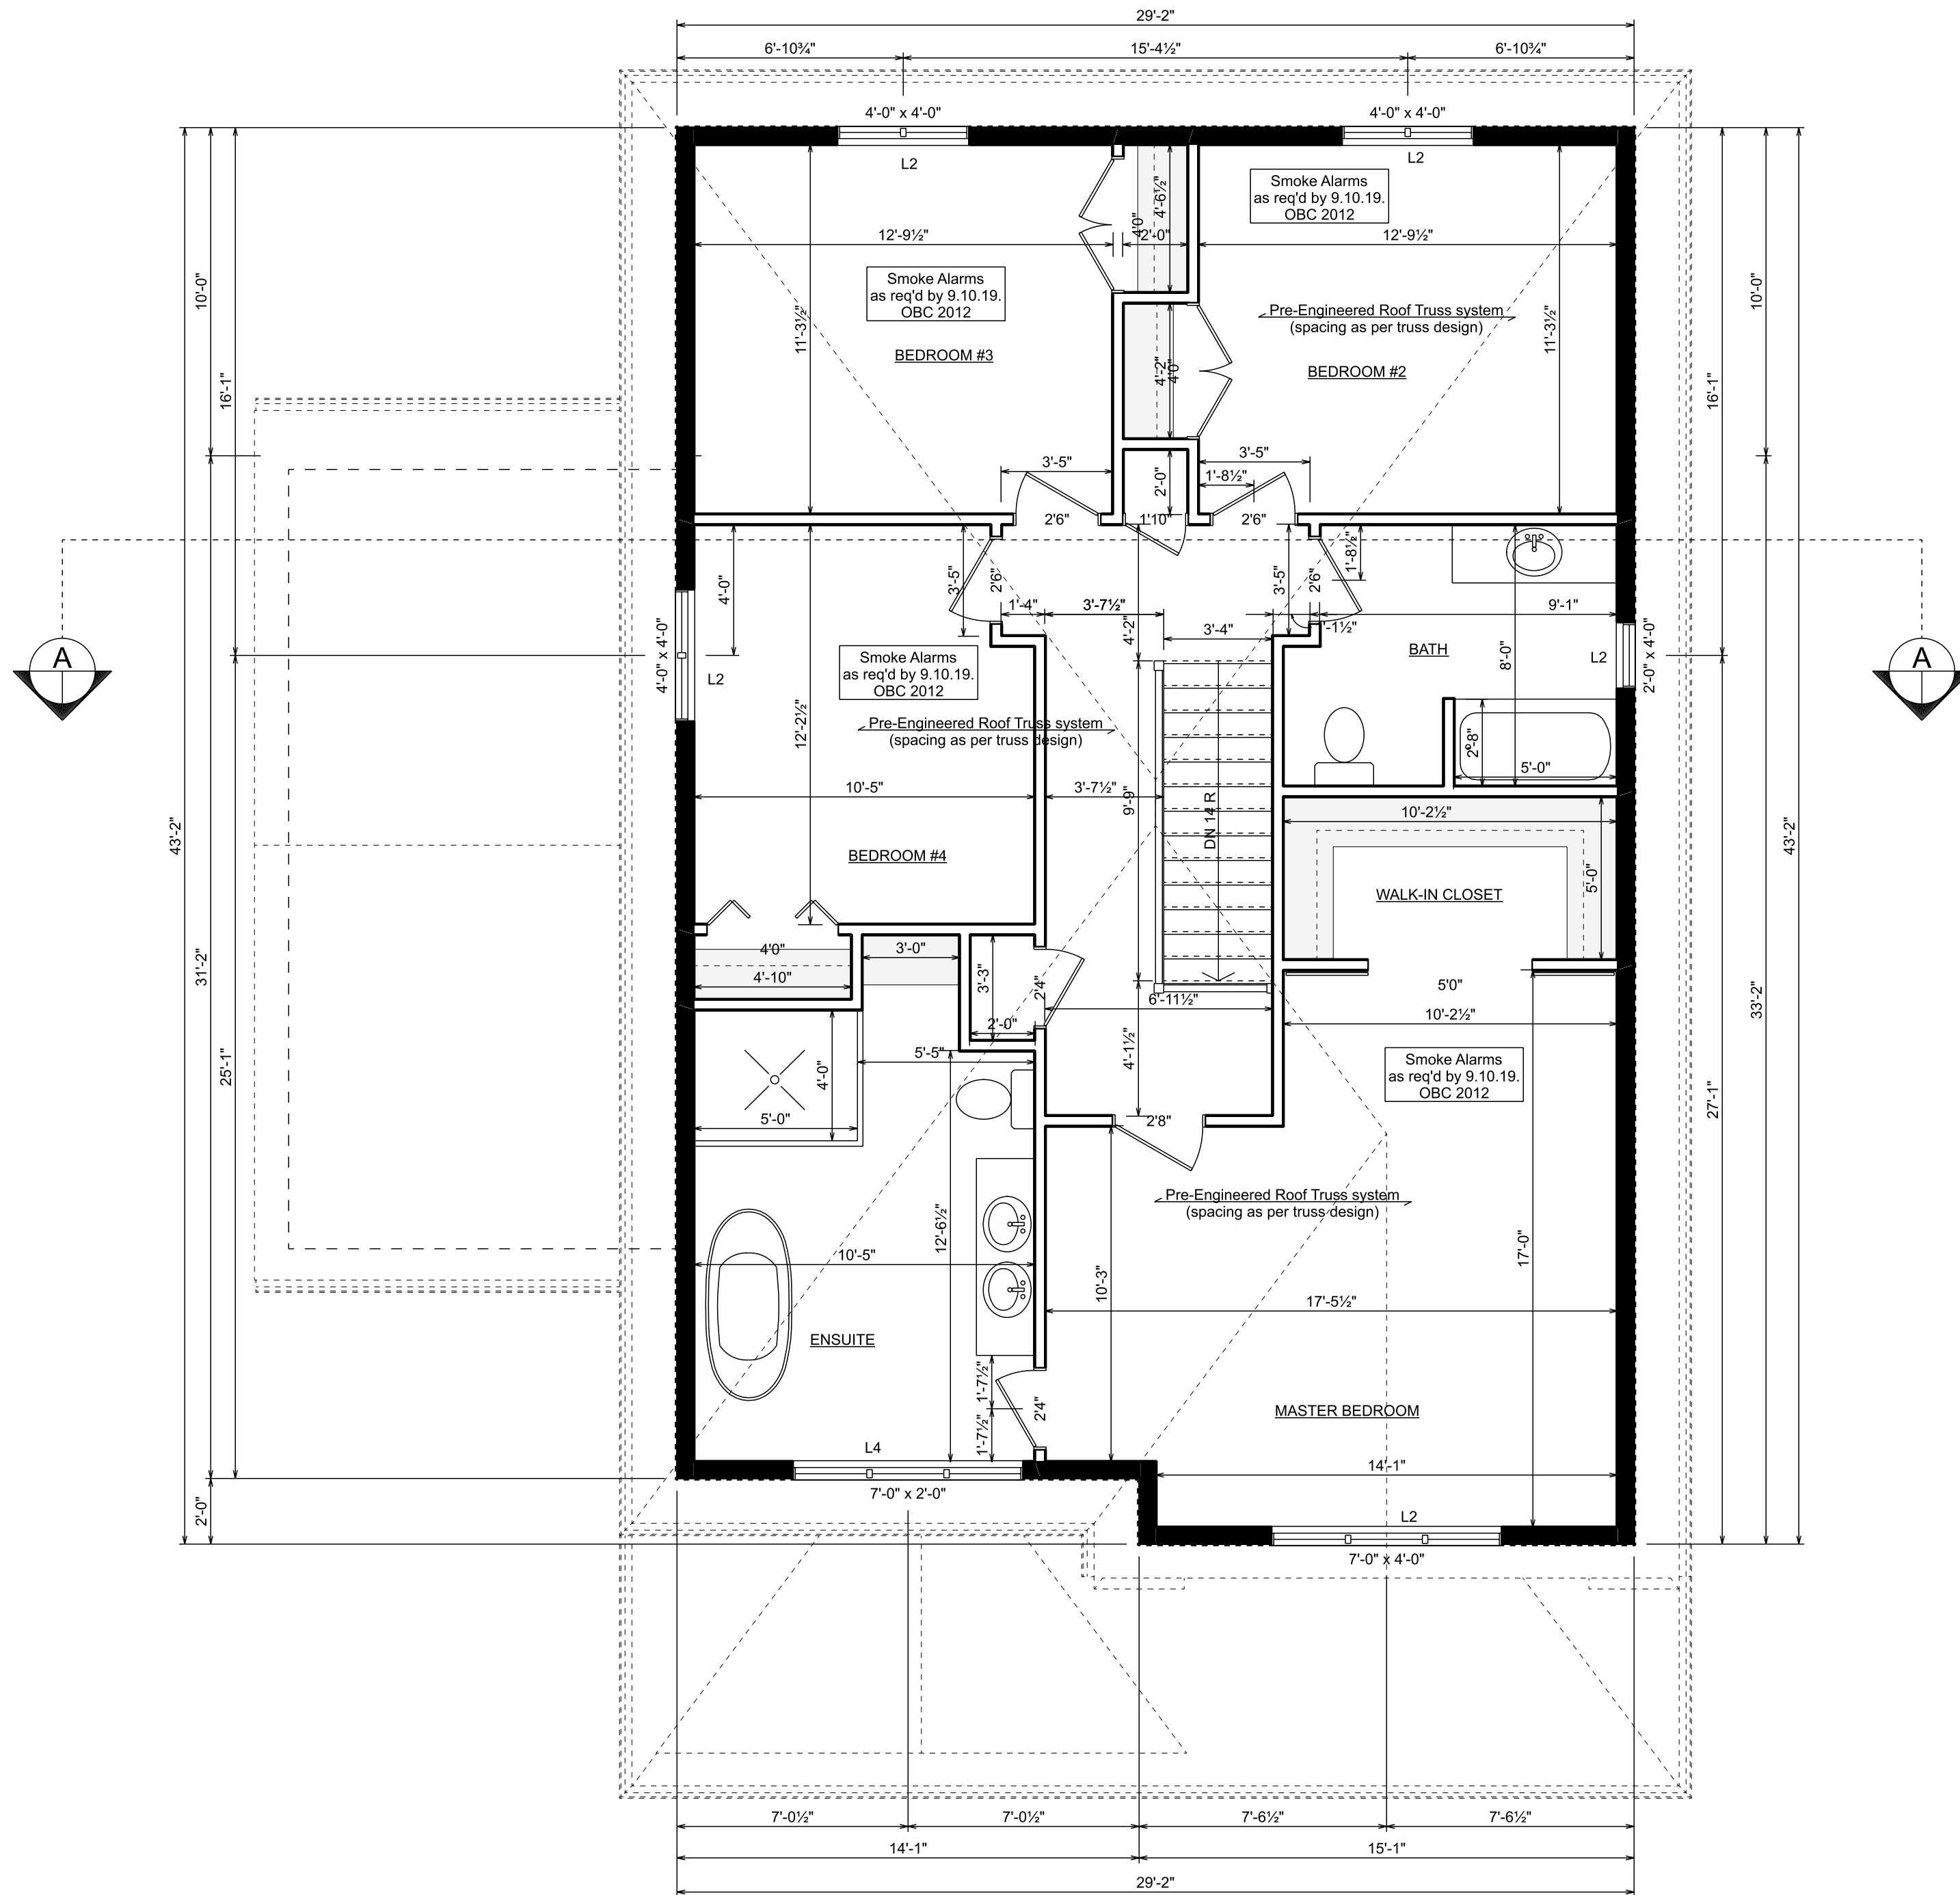 29'-2"
6'-10¾"
15'-4½"
6'-10¾"
4'-0" x 4'-0"
4'-0" x 4'-0"
L2
L2
Smoke Alarms
as req'd by 9.10.19.
OBC 2012
4'-6½"
4'0"
12'-9½"
2'-0"
12'-9½"
Smoke Alarms
as req'd by 9.10.19.
OBC 2012
10'-0"
10'-0"
Pre-Engineered Roof Truss system
(spacing as per truss design)
11'-3½"
11'-3½"
BEDROOM #3
4'-2"
4'0"
BEDROOM #2
16'-1"
16'-1"
3'-5"
3'-5"
2'-0"
1'-8½"
2'6"
1'10"
2'6"
1'-8½"
4'-0"
3'-5"
2'6"
3'-5"
2'6"
1'-4"
3'-7½"
9'-1"
4'-2"
3'-4"
1'-1½"
A
4'-0" x 4'-0"
L2
Smoke Alarms
as req'd by 9.10.19.
OBC 2012
BATH
8'-0"
L2
2'-0" x 4'-0"
A
12'-2½"
Pre-Engineered Roof Truss system
(spacing as per truss design)
2'-8"
5'-0"
10'-5"
3'-7½"
9'-9"
DN 14 R
10'-2½"
43'-2"
43'-2"
BEDROOM #4
5'-0"
WALK-IN CLOSET
4'0"
3'-0"
31'-2"
4'-10"
3'-3"
2'4"
5'0"
33'-2"
6'-11½"
2'-0"
10'-2½"
4'-1½"
5'-5"
25'-1"
4'-0"
Smoke Alarms
as req'd by 9.10.19.
OBC 2012
27'-1"
5'-0"
2'8"
Pre-Engineered Roof Truss system
(spacing as per truss design)
12'-6½"
10'-5"
17'-0"
10'-3"
17'-5½"
ENSUITE
1'-7½"
2'4"
MASTER BEDROOM
1'-7½"
L4
14'-1"
7'-0" x 2'-0"
2'-0"
L2
7'-0" x 4'-0"
7'-0½"
7'-0½"
7'-6½"
7'-6½"
14'-1"
15'-1"
29'-2"